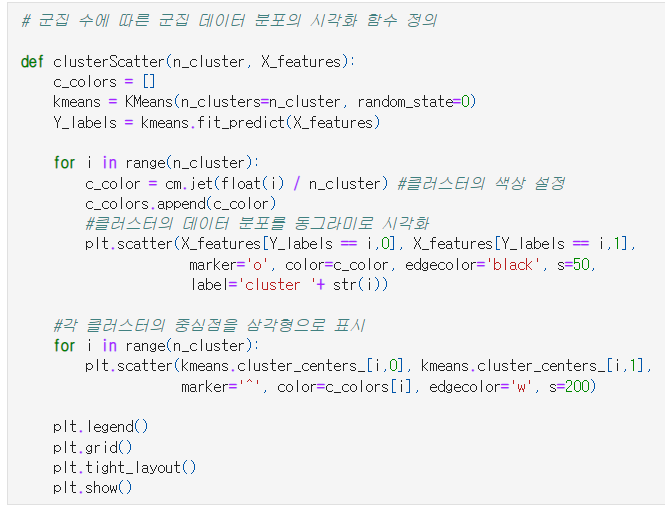 # 군집 수에 따른 군집 데이터 분포의 시각화 함수 정의
def clusterScatter(n_cluster, X_features):
    c_colors = []
    kmeans = KMeans(n_clusters=n_cluster, random_state=0)
    Y_labels = kmeans.fit_predict(X_features)
    for i in range(n_cluster):
        c_color = cm.jet(float(i) / n_cluster) #클러스터의 색상 설정
        c_colors.append(c_color)
        #클러스터의 데이터 분포를 동그라미로 시각화
        plt.scatter(X_features[Y_labels == i,0], X_features[Y_labels == i,1],
                    marker='o', color=c_color, edgecolor='black', s=50,
                    label='cluster '+ str(i))
    #각 클러스터의 중심점을 삼각형으로 표시
    for i in range(n_cluster):
        plt.scatter(kmeans.cluster_centers_[i,0], kmeans.cluster_centers_[i,1],
                    marker='^', color=c_colors[i], edgecolor='w', s=200)
    plt.legend()
    plt.grid()
    plt.tight_layout()
    plt.show()